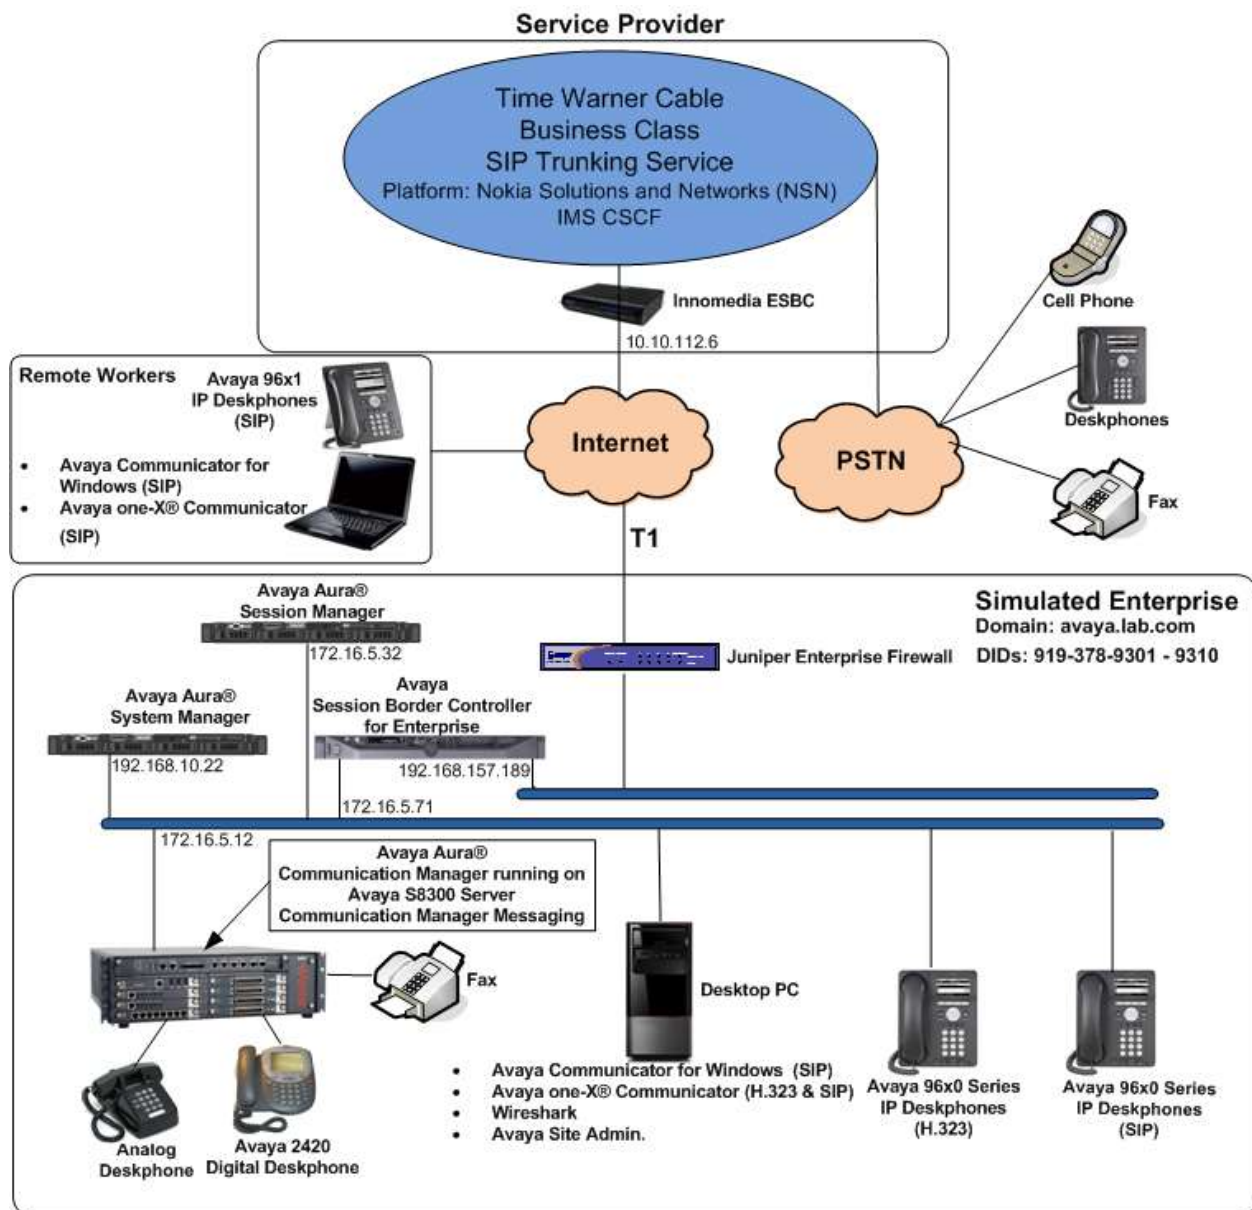 Service Provider
Time Warner Cable
Business Class
SIP Trunking Service
Platform: Nokia Solutions and Networks (NSN)
IMS CSCF
Innomedia ESBC
10.10.112.6
Cell Phone
Deskphones
Fax
Remote Workers
Avaya 96x1
IP Deskphones
(SIP)
• Avaya Communicator for
Windows (SIP)
• Avaya one-X® Communicator
(SIP)
Internet
PSTN
T1
Simulated Enterprise
Domain: avaya.lab.com
DIDs: 919-378-9301 - 9310
Avaya Aura®
Session Manager
172.16.5.32
Juniper Enterprise Firewall
Avaya Aura®
System Manager
192.168.10.22
Avaya
Session Border Controller
for Enterprise
192.168.157.189
172.16.5.71
172.16.5.12
Avaya Aura®
Communication Manager running on
Avaya S8300 Server
Communication Manager Messaging
Fax
Analog
Deskphone
Avaya 2420
Digital Deskphone
Desktop PC
• Avaya Communicator for Windows (SIP)
• Avaya one-X® Communicator (H.323 & SIP)
• Wireshark
• Avaya Site Admin.
Avaya 96x0 Series
IP Deskphones
(H.323)
Avaya 96x0 Series
IP Deskphones
(SIP)